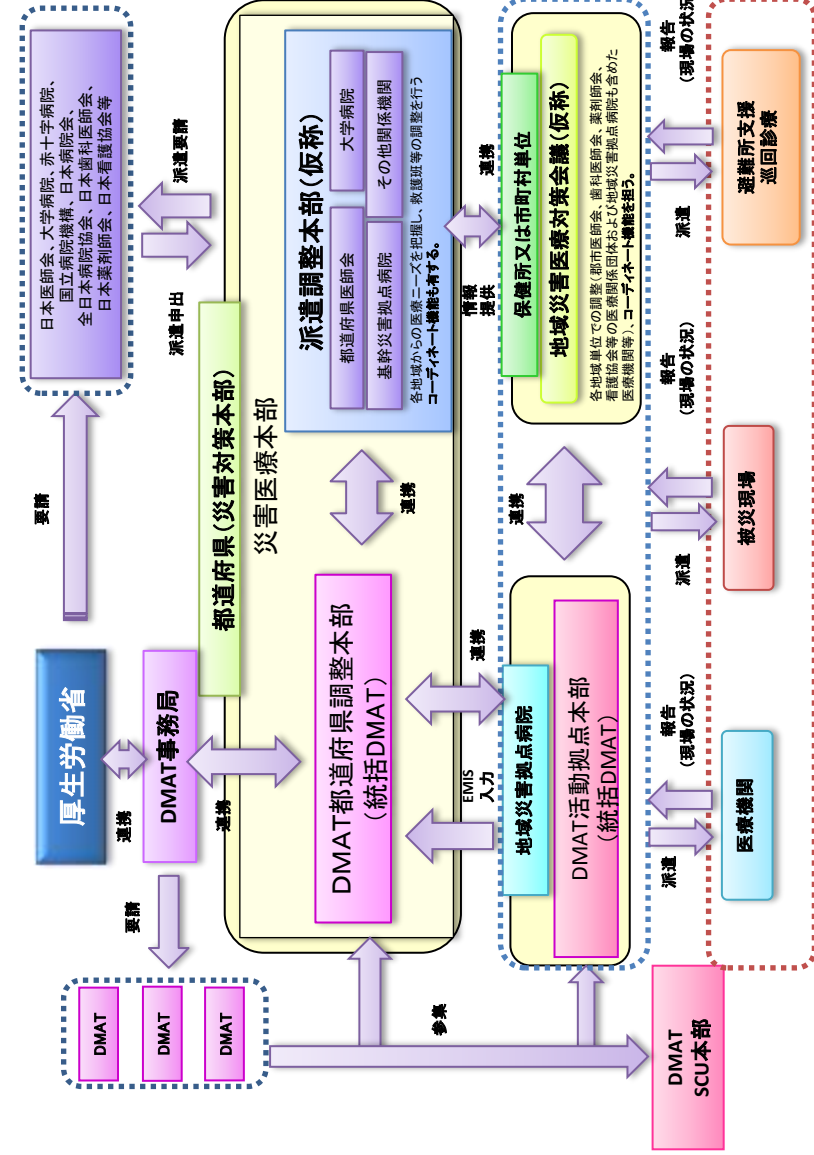 厚生労働省
連携
DMAT事務局
要請
DMAT
DMAT
DMAT
要請
日本医師会、大学病院、赤十字病院、
国立病院機構、日本病院会、
全日本病院協会、日本歯科医師会、
日本薬剤師会、日本看護協会等
派遣申出
派遣要請
連携
都道府県(災害対策本部)
災害医療本部
DMAT都道府県調整本部
(統括DMAT)
連携
派遣調整本部(仮称)
都道府県医師会
大学病院
基幹災害拠点病院
その他関係機関
各地域からの医療ニーズを把握し、救護班等の調整を行う
コーディネート機能も有する。
参集
EMIS
入力
連携
情報
提供
連携
地域災害拠点病院
DMAT活動拠点本部
(統括DMAT)
連携
保健所又は市町村単位
地域災害医療対策会議(仮称)
各地域単位での調整(郡市医師会、歯科医師会、薬剤師会、
看護協会等の医療関係団体および地域災害拠点病院も含めた
医療機関等)、コーディネート機能を担う。
DMAT
SCU本部
派遣
報告
(現場の状況)
派遣
報告
(現場の状況)
派遣
報告
(現場の状況)
医療機関
被災現場
避難所支援
巡回診療